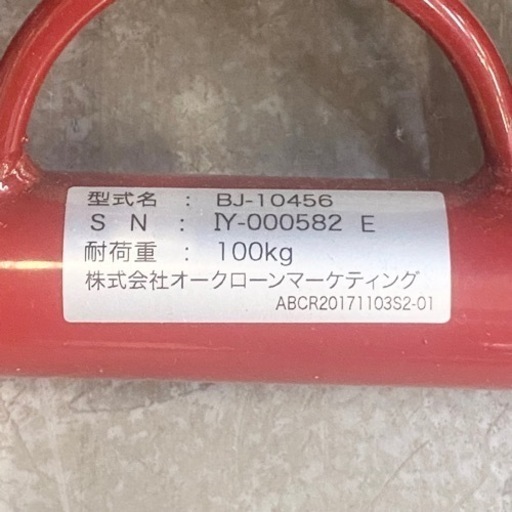 型式名 : BJ-10456
S N : IY-000582 E
耐荷重 : 100kg
株式会社オークローンマーケティング
ABCR20171103S2-01